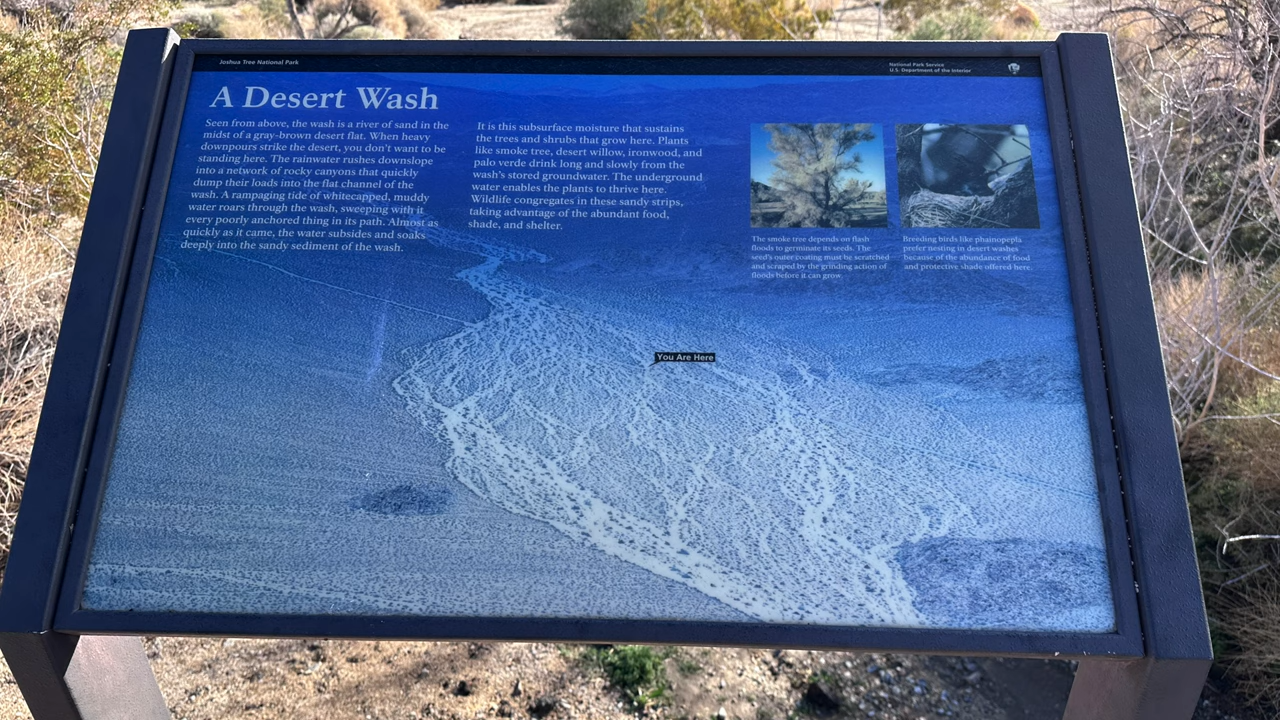 Joshua Tree National Park
National Park Service
U.S. Department of the Interior
A Desert Wash
Seen from above, the wash is a river of sand in the
midst of a gray-brown desert flat. When heavy
downpours strike the desert, you don't want to be
standing here. The rainwater rushes downslope
into a network of rocky canyons that quickly
dump their loads into the flat channel of the
wash. A rampaging tide of whitecapped, muddy
water roars through the wash, sweeping with it
every poorly anchored thing in its path. Almost as
quickly as it came, the water subsides and soaks
deeply into the sandy sediment of the wash.
It is this subsurface moisture that sustains
the trees and shrubs that grow here. Plants
like smoke tree, desert willow, ironwood, and
palo verde drink long and slowly from the
wash's stored groundwater. The underground
water enables the plants to thrive here.
Wildlife congregates in these sandy strips,
taking advantage of the abundant food,
shade, and shelter.
The smoke tree depends on flash
floods to germinate its seeds. The
seed's outer coating must be scratched
and scraped by the grinding action of
floods before it can grow.
Breeding birds like phainopepla
prefer nesting in desert washes
because of the abundance of food
and protective shade offered here.
You Are Here